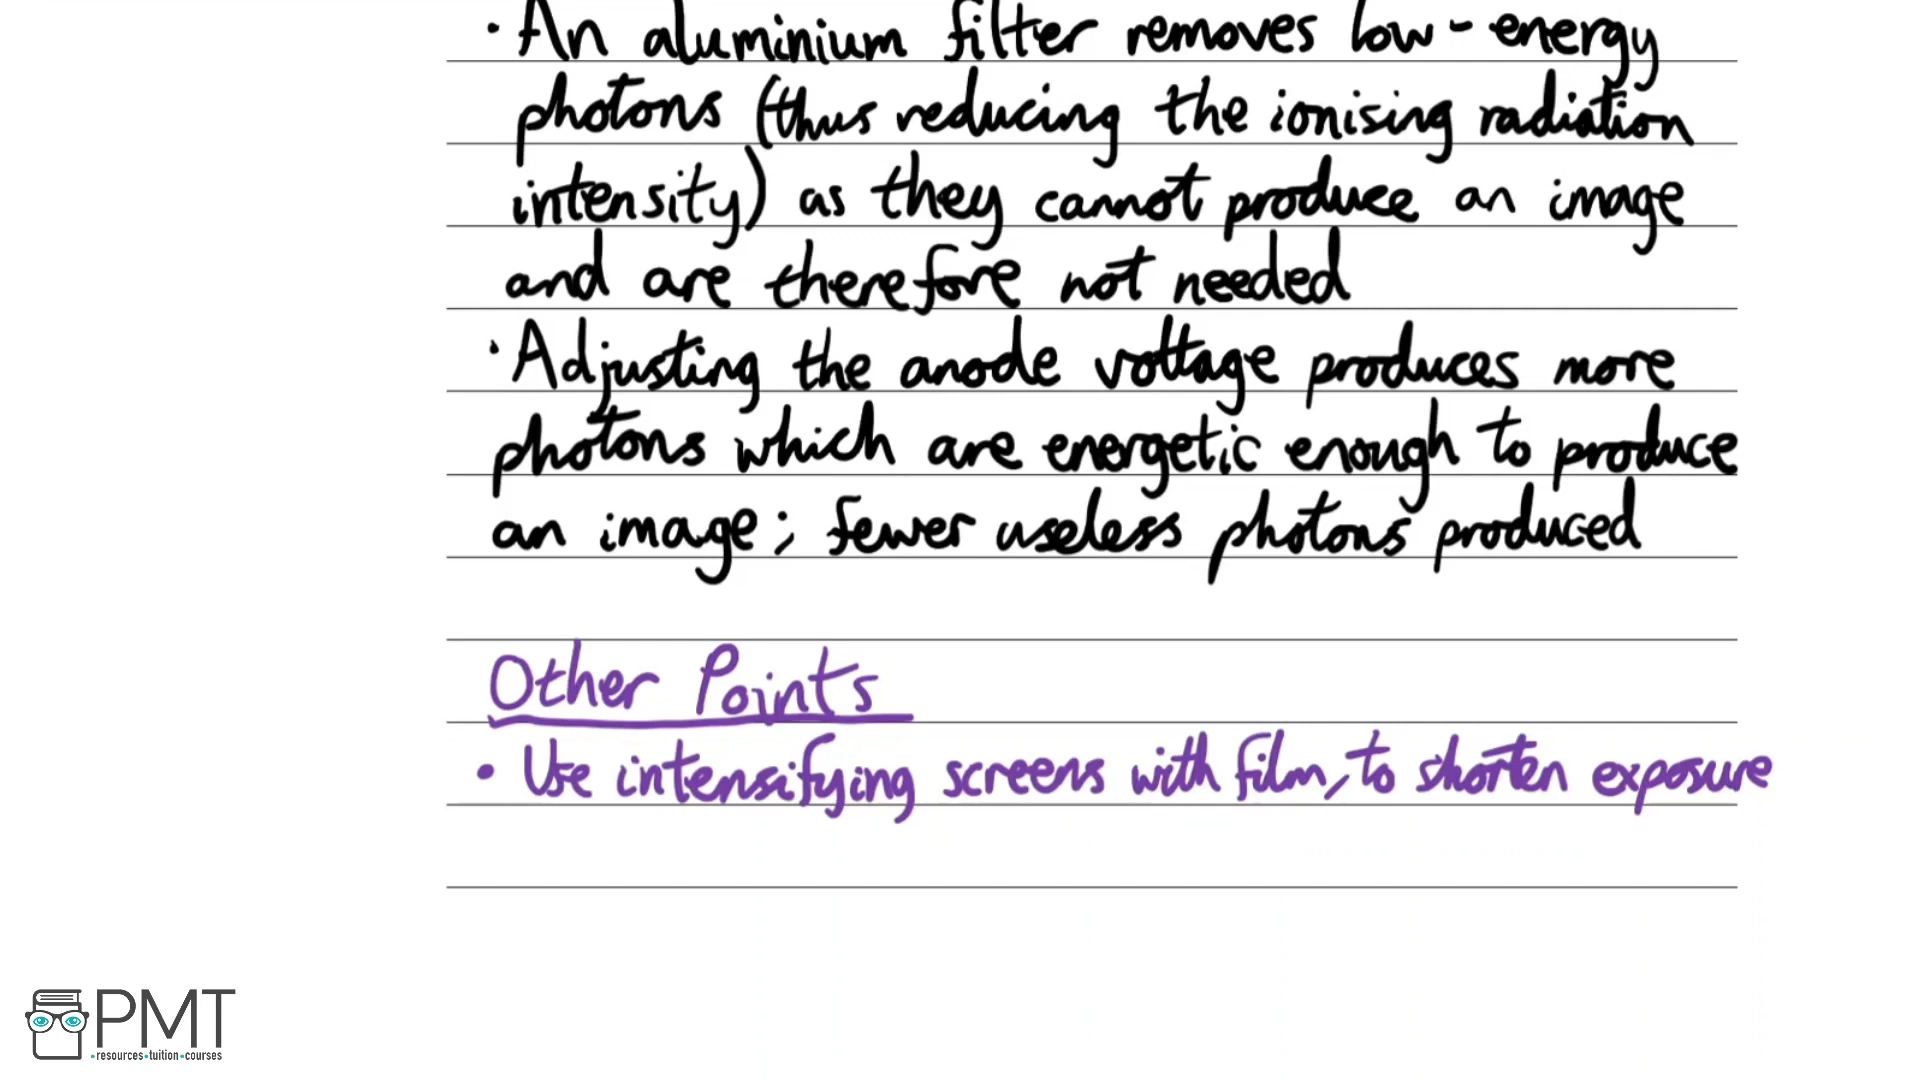 · An aluminium filter removes low-energy
photons (thus reducing the ionising radiation
intensity) as they cannot produce an image
and are therefore not needed
· Adjusting the anode voltage produces more
photons which are energetic enough to produce
an image; fewer useless photons produced
Other Points
• Use intensifying screens with film, to shorten exposure
PMT
•resources•tuition•courses